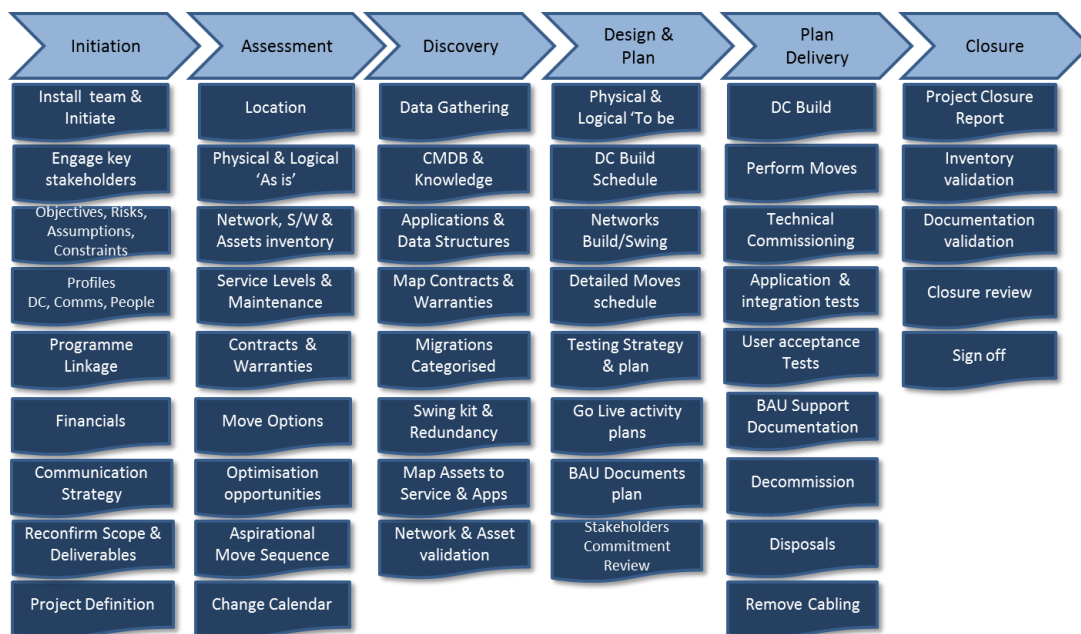 Initiation
Assessment
Discovery
Design &
Plan
Plan
Delivery
Closure
Install team &
Initiate
Engage key
stakeholders
Objectives, Risks,
Assumptions,
Constraints
Profiles
DC, Comms, People
Programme
Linkage
Financials
Communication
Strategy
Reconfirm Scope &
Deliverables
Project Definition
Location
Physical & Logical
‘As is’
Network, S/W &
Assets inventory
Service Levels &
Maintenance
Contracts &
Warranties
Move Options
Optimisation
opportunities
Aspirational
Move Sequence
Change Calendar
Data Gathering
CMDB &
Knowledge
Applications &
Data Structures
Map Contracts &
Warranties
Migrations
Categorised
Swing kit &
Redundancy
Map Assets to
Service & Apps
Network & Asset
validation
Physical &
Logical ‘To be
DC Build
Schedule
Networks
Build/Swing
Detailed Moves
schedule
Testing Strategy
& plan
Go Live activity
plans
BAU Documents
plan
Stakeholders
Commitment
Review
DC Build
Perform Moves
Technical
Commissioning
Application &
integration tests
User acceptance
Tests
BAU Support
Documentation
Decommission
Disposals
Remove Cabling
Project Closure
Report
Inventory
validation
Documentation
validation
Closure review
Sign off